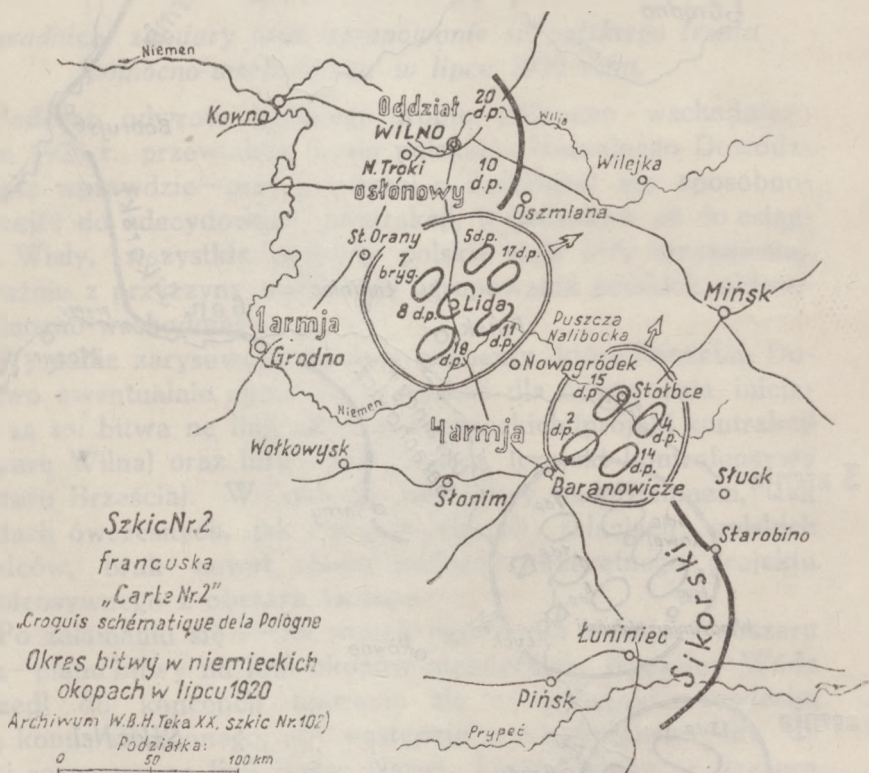 Niemen
Kowno
Oddział
WILNO
20
d.p.
Wilja
N.Troki
10
d.p.
Wilejka
osłonowy
Oszmiana
St.Orany
5d.p.
17d.p.
7
bryg.
8 d.p.
Lida
11
d.p.
18
d.p.
Mińsk
Puszcza
Nalibocka
1 armja
Grodno
Nowogródek
Niemen
15
d.p.
Stołbce
4
d.p.
2
d.p.
14
d.p.
4 armja
Wołkowysk
Słonim
Baranowicze
Słuck
Starobino
Sikorski
Łuniniec
Pińsk
Prypeć
Szkic Nr.2
francuska
„Carte Nr.2"
„Croquis schématique de la Pologne
Okres bitwy w niemieckich
okopach w lipcu 1920
Archiwum W.B.H. Teka XX, szkic Nr.102)
Podziałka:
0 50 100 km